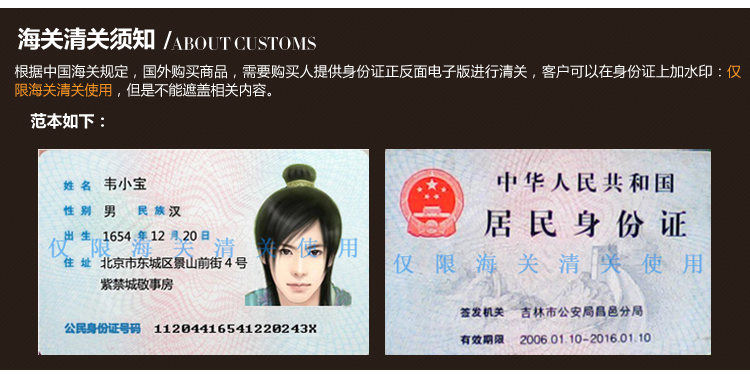 海关清关须知 /ABOUT CUSTOMS
根据中国海关规定，国外购买商品，需要购买人提供身份证正反面电子版进行清关，客户可以在身份证上加水印：仅
限海关清关使用，但是不能遮盖相关内容。
范本如下：
姓名 韦小宝
性别 男 民族 汉
出生 1654 年 12 月 20 日
仅限海关清关使用
住址 北京市东城区景山前街4号
紫禁城敬事房
公民身份证号码 11204416541220243X
中华人民共和国
居民身份证
仅限海关清关使用
签发机关 吉林市公安局昌邑分局
有效期限 2006.01.10-2016.01.10